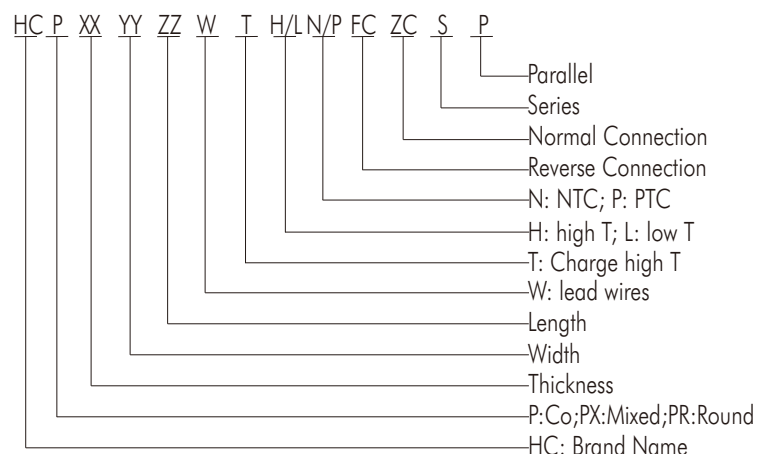 HC P XX YY ZZ W T H/L N/P FC ZC S P
Parallel
Series
Normal Connection
Reverse Connection
N: NTC; P: PTC
H: high T; L: low T
T: Charge high T
W: lead wires
Length
Width
Thickness
P:Co;PX:Mixed;PR:Round
HC: Brand Name